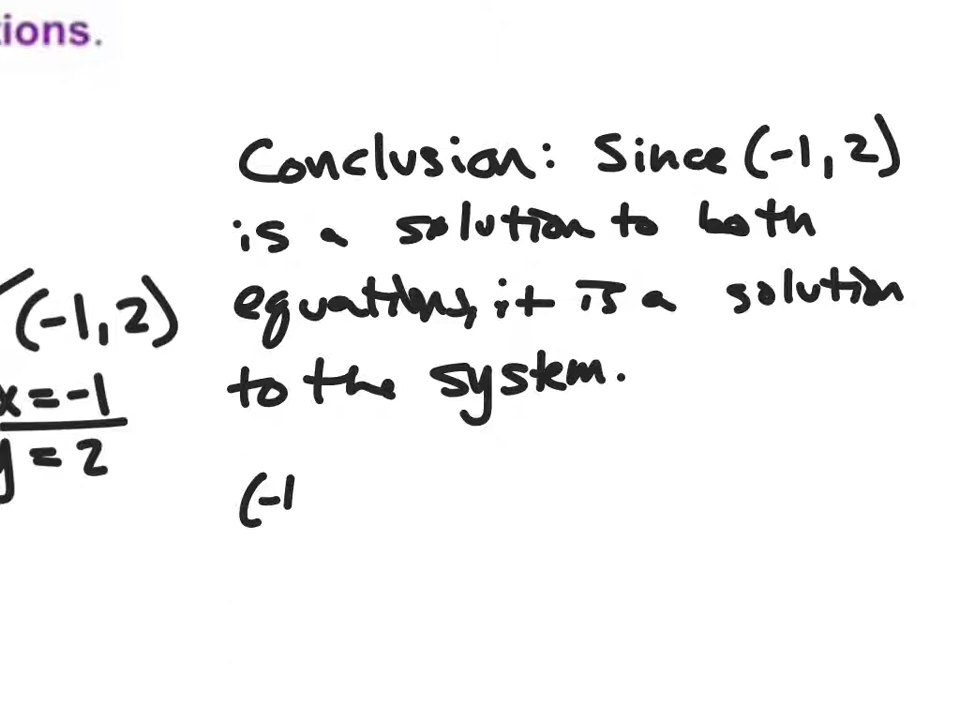 tions.
Conclusion: Since (-1,2)
is a solution to both
equations, it is a solution
to the system.
(-1,2)
x=-1
y=2
(-1